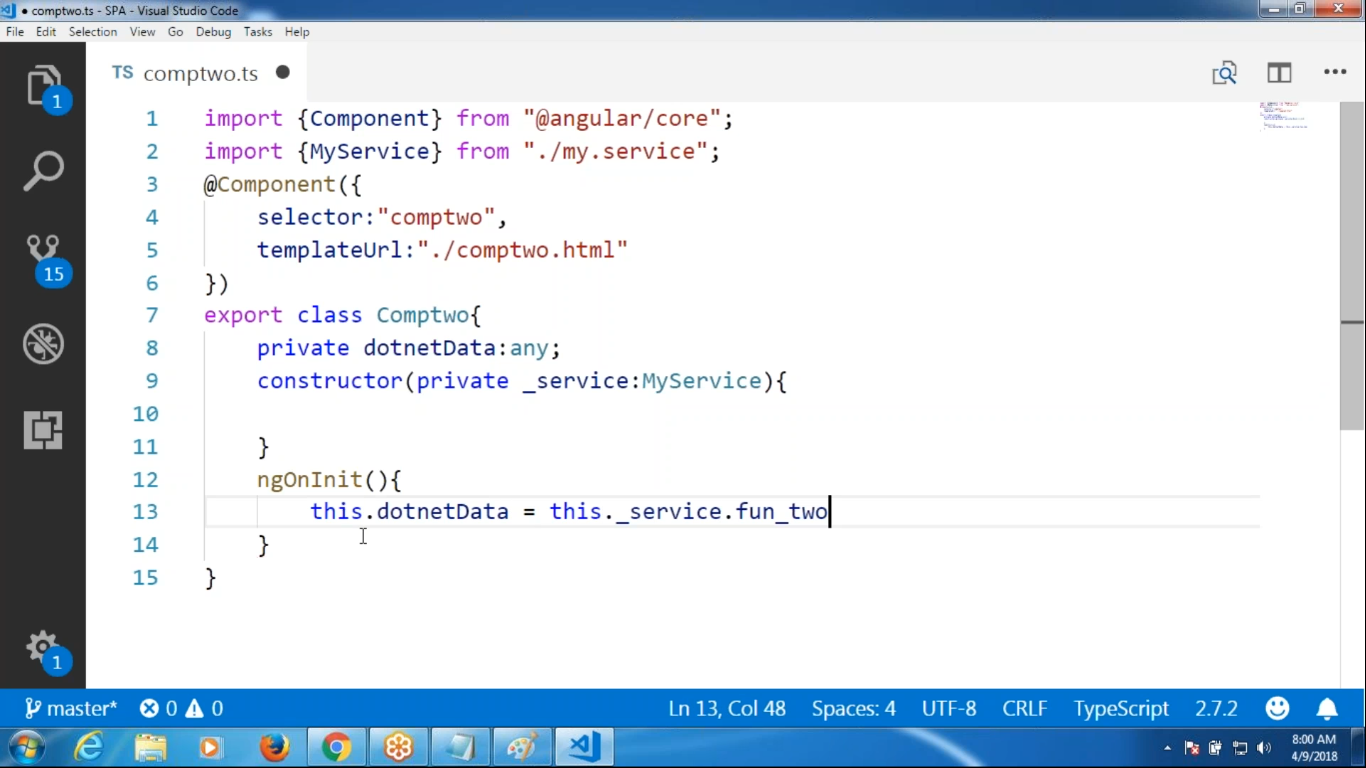 comptwo.ts - SPA - Visual Studio Code
File Edit Selection View Go Debug Tasks Help
TS comptwo.ts
1 import {Component} from "@angular/core";
2 import {MyService} from "./my.service";
3 @Component({
4 selector:"comptwo",
5 templateUrl:"./comptwo.html"
6 })
7 export class Comptwo{
8 private dotnetData:any;
9 constructor(private _service:MyService){
10
11 }
12 ngOnInit(){
13 this.dotnetData = this._service.fun_two
14 }
15 }
1
15
1
master* 0 0 Ln 13, Col 48 Spaces: 4 UTF-8 CRLF TypeScript 2.7.2
8:00 AM
4/9/2018